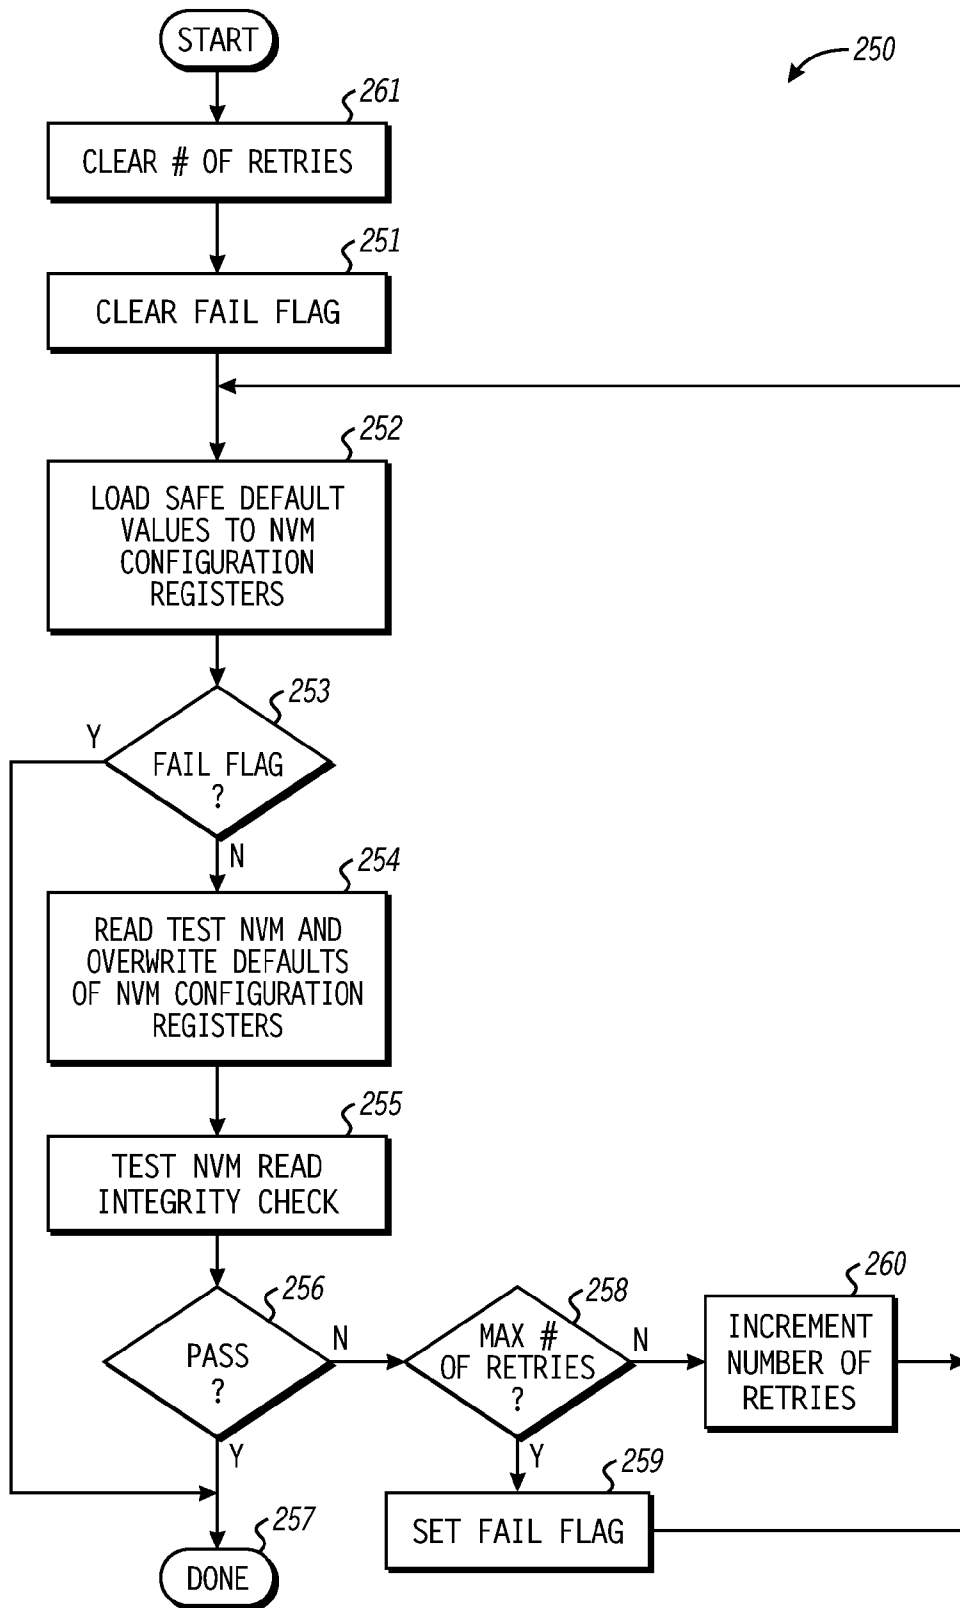 START
250
261
CLEAR # OF RETRIES
251
CLEAR FAIL FLAG
252
LOAD SAFE DEFAULT
VALUES TO NVM
CONFIGURATION
REGISTERS
253
Y
FAIL FLAG
?
N
254
READ TEST NVM AND
OVERWRITE DEFAULTS
OF NVM CONFIGURATION
REGISTERS
255
TEST NVM READ
INTEGRITY CHECK
256
PASS
?
N
Y
258
MAX #
OF RETRIES
?
N
Y
260
INCREMENT
NUMBER OF
RETRIES
259
SET FAIL FLAG
257
DONE